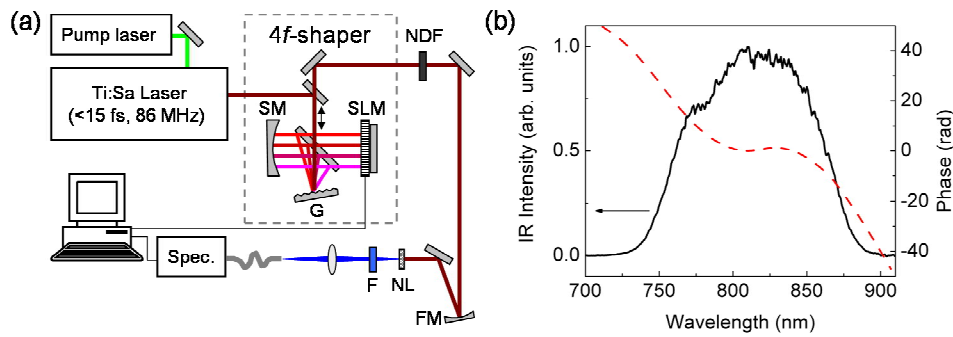 (a)
Pump laser
4f-shaper
NDF
Ti:Sa Laser
(<15 fs, 86 MHz)
SM
SLM
G
Spec.
F
NL
FM
(b)
1.0
0.5
0.0
IR Intensity (arb. units)
40
20
0
-20
-40
Phase (rad)
700
750
800
850
900
Wavelength (nm)